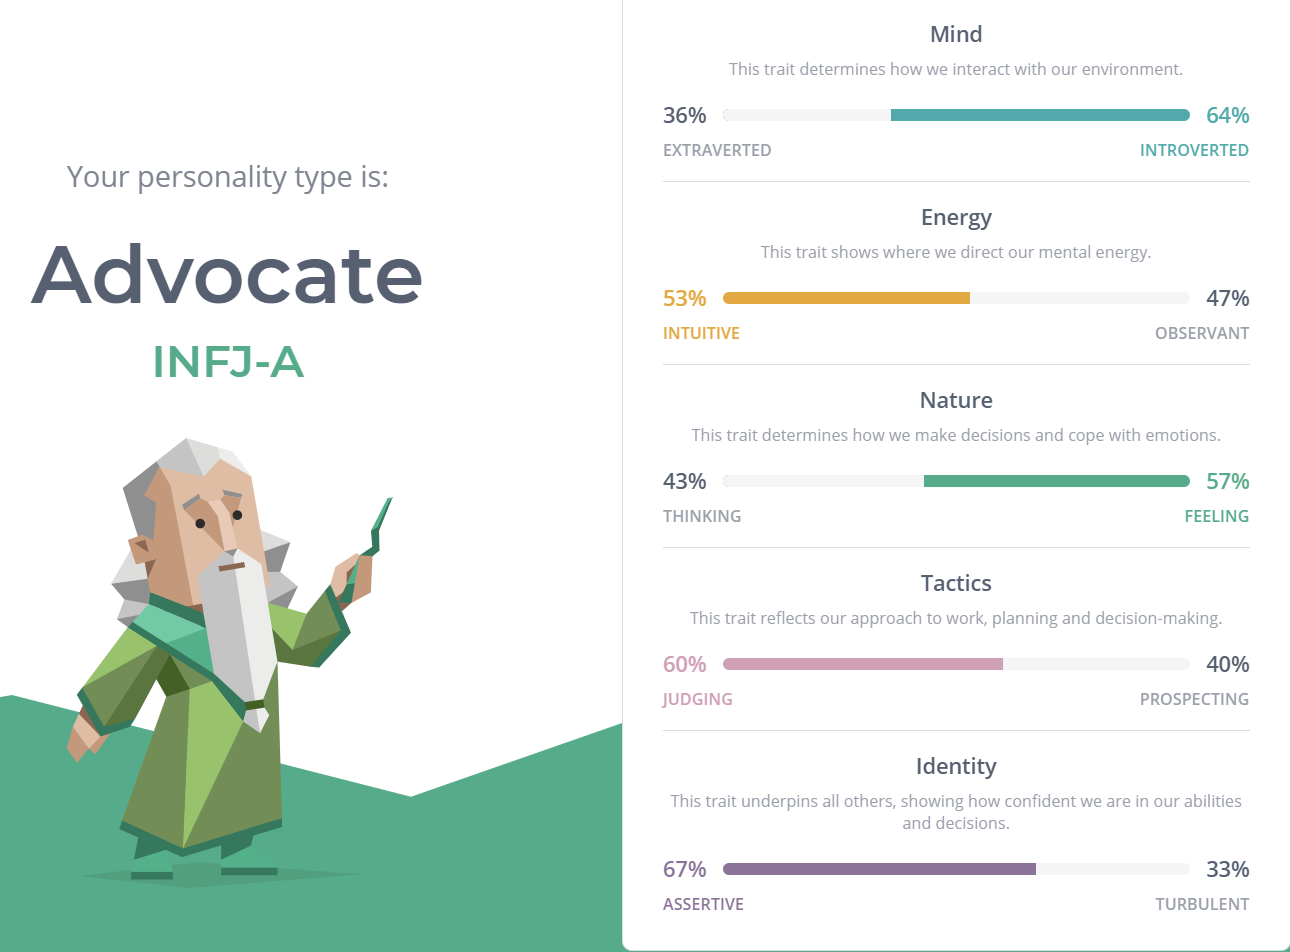 Your personality type is:
Advocate
INFJ-A
Mind
This trait determines how we interact with our environment.
36% 64%
EXTRAVERTED INTROVERTED
Energy
This trait shows where we direct our mental energy.
53% 47%
INTUITIVE OBSERVANT
Nature
This trait determines how we make decisions and cope with emotions.
43% 57%
THINKING FEELING
Tactics
This trait reflects our approach to work, planning and decision-making.
60% 40%
JUDGING PROSPECTING
Identity
This trait underpins all others, showing how confident we are in our abilities
and decisions.
67% 33%
ASSERTIVE TURBULENT